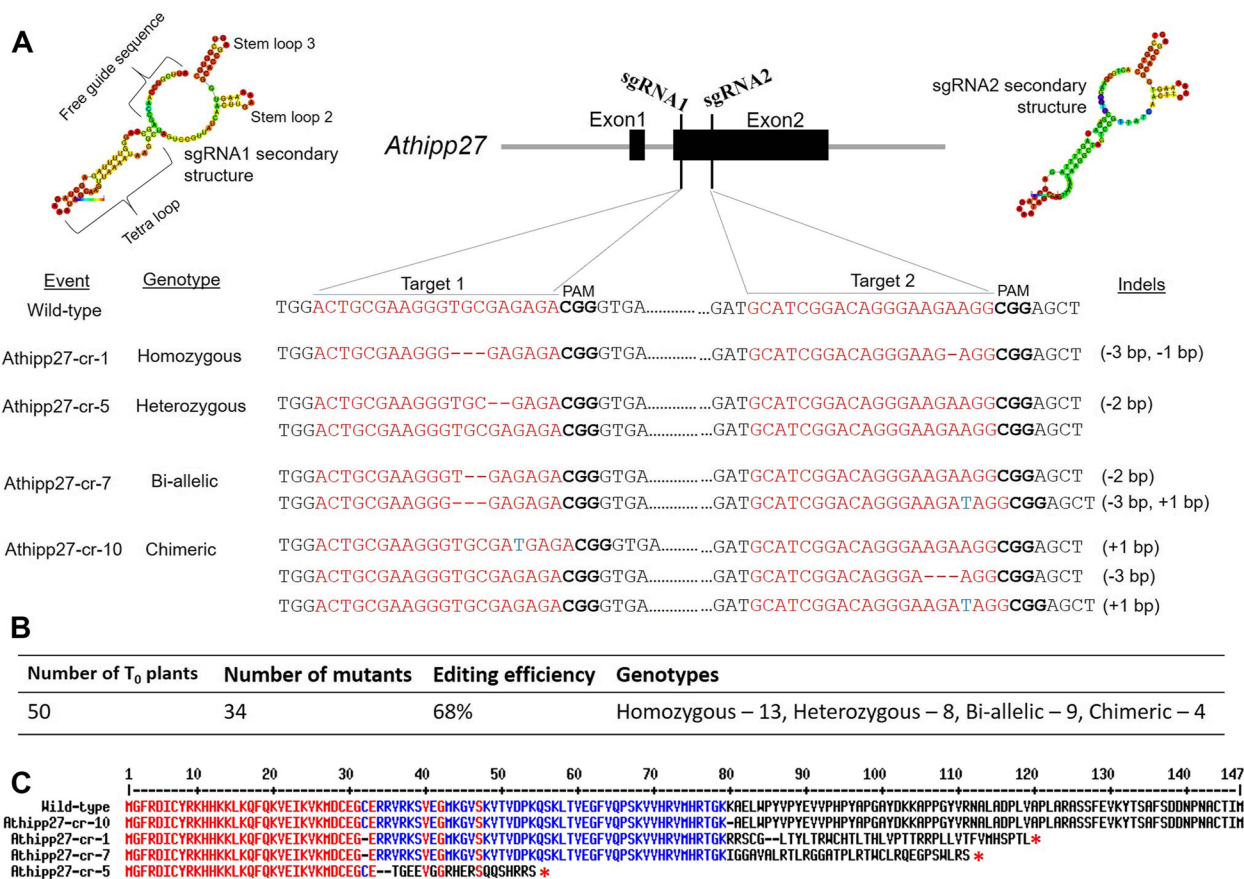 A
Free guide sequence
Stem loop 3
Stem loop 2
sgRNA1 secondary structure
Tetra loop
sgRNA1
sgRNA2
Exon1
Exon2
Athipp27
sgRNA2 secondary structure
Event Genotype Target 1 PAM Target 2 PAM Indels
Wild-type TGGACTGCGAAGGGTGCGAGAGACGGGTGA............ ...GATGCATCGGACAGGGAAGAAGGCGGAGCT
Athipp27-cr-1 Homozygous TGGACTGCGAAGGG---GAGAGACGGGTGA............ ...GATGCATCGGACAGGGAAG-AGGCGGAGCT (-3 bp, -1 bp)
Athipp27-cr-5 Heterozygous TGGACTGCGAAGGGTGC--GAGACGGGTGA............ ...GATGCATCGGACAGGGAAGAAGGCGGAGCT (-2 bp)
TGGACTGCGAAGGGTGCGAGAGACGGGTGA............ ...GATGCATCGGACAGGGAAGAAGGCGGAGCT
Athipp27-cr-7 Bi-allelic TGGACTGCGAAGGGT--GAGAGACGGGTGA............ ...GATGCATCGGACAGGGAAGAAGGCGGAGCT (-2 bp)
TGGACTGCGAAGGG---GAGAGACGGGTGA............ ...GATGCATCGGACAGGGAAGATAGGCGGAGCT (-3 bp, +1 bp)
Athipp27-cr-10 Chimeric TGGACTGCGAAGGGTGCGATGAGACGGGTGA............ ...GATGCATCGGACAGGGAAGAAGGCGGAGCT (+1 bp)
TGGACTGCGAAGGGTGCGAGAGACGGGTGA............ ...GATGCATCGGACAGGGA---AGGCGGAGCT (-3 bp)
TGGACTGCGAAGGGTGCGAGAGACGGGTGA............ ...GATGCATCGGACAGGGAAGATAGGCGGAGCT (+1 bp)
B
Number of T0 plants Number of mutants Editing efficiency Genotypes
50 34 68% Homozygous – 13, Heterozygous – 8, Bi-allelic – 9, Chimeric – 4
C
1 10 20 30 40 50 60 70 80 90 100 110 120 130 140 147
Wild-type MGFRDICYRKHHKKLKQFQKVEIKVKMDCEGCERRVRKSVEGMKGVSKVTVDPKQSKLTVEGFVQPSKVVHRVMHRTGKKAELWPYVPYEVVPHPYAPGAYDKKAPPGYVRNALADPLVAPLARASSFEVKYTSAFSDDNPNACTIM
Athipp27-cr-10 MGFRDICYRKHHKKLKQFQKVEIKVKMDCEGCERRVRKSVEGMKGVSKVTVDPKQSKLTVEGFVQPSKVVHRVMHRTGK-AELWPYVPYEVVPHPYAPGAYDKKAPPGYVRNALADPLVAPLARASSFEVKYTSAFSDDNPNACTIM
Athipp27-cr-1 MGFRDICYRKHHKKLKQFQKVEIKVKMDCEG-ERRVRKSVEGMKGVSKVTVDPKQSKLTVEGFVQPSKVVHRVMHRTGKRRSCG--LTYLTRWCHTLTHLVPTTRRPLLVTFVMHSPTL*
Athipp27-cr-7 MGFRDICYRKHHKKLKQFQKVEIKVKMDCEG-ERRVRKSVEGMKGVSKVTVDPKQSKLTVEGFVQPSKVVHRVMHRTGKIGGAVALRTLRGGATPLRTWCLRQEGPSWLRS*
Athipp27-cr-5 MGFRDICYRKHHKKLKQFQKVEIKVKMDCEGCE--TGEEVGGRHERSQQSHRRS*